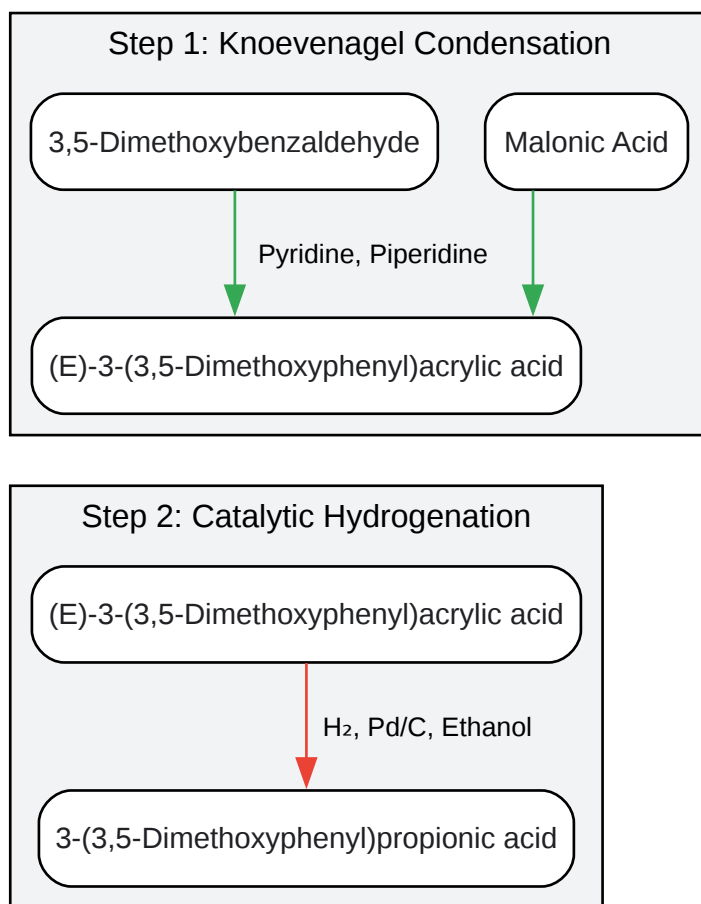 Step 1: Knoevenagel Condensation
3,5-Dimethoxybenzaldehyde
Malonic Acid
Pyridine, Piperidine
(E)-3-(3,5-Dimethoxyphenyl)acrylic acid
Step 2: Catalytic Hydrogenation
(E)-3-(3,5-Dimethoxyphenyl)acrylic acid
H₂, Pd/C, Ethanol
3-(3,5-Dimethoxyphenyl)propionic acid